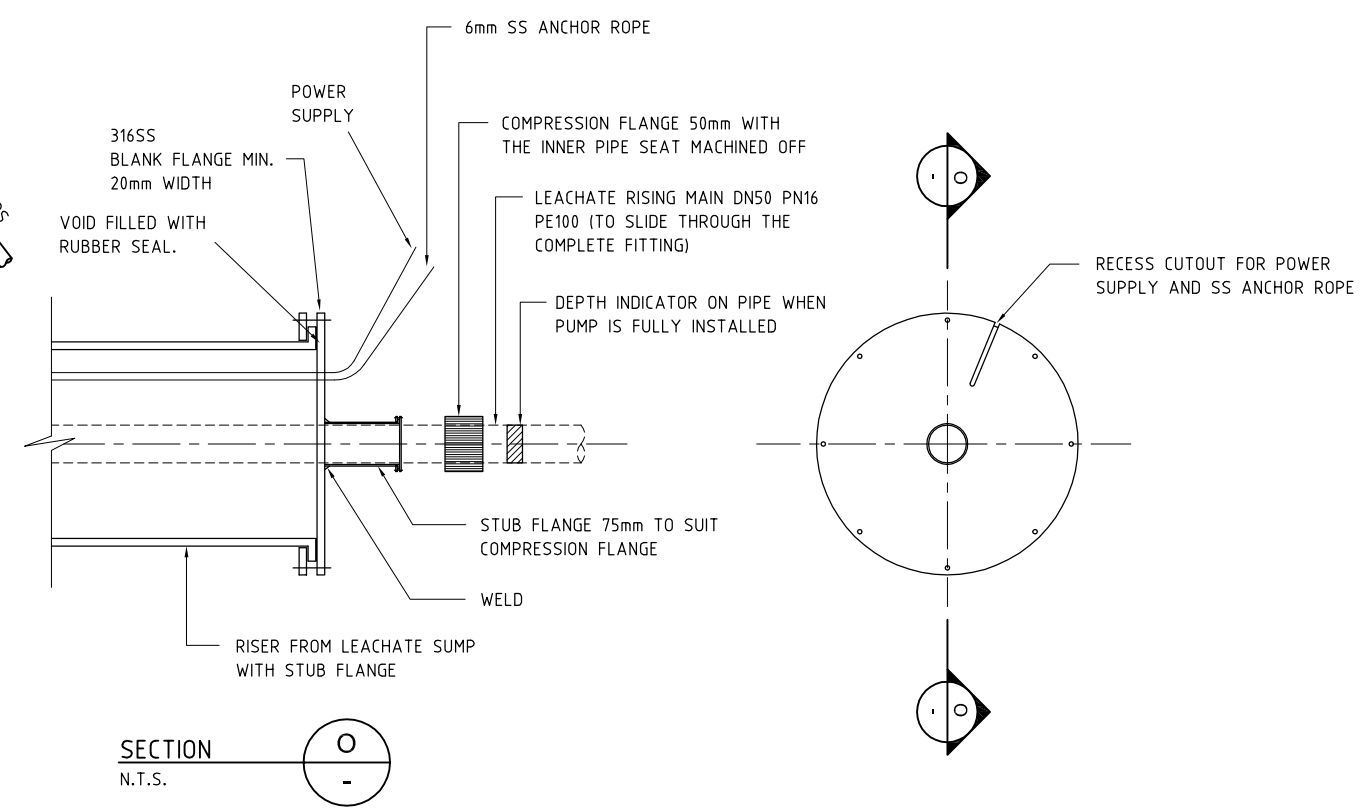 6mm SS ANCHOR ROPE
POWER
SUPPLY
316SS
BLANK FLANGE MIN.
20mm WIDTH
VOID FILLED WITH
RUBBER SEAL.
COMPRESSION FLANGE 50mm WITH
THE INNER PIPE SEAT MACHINED OFF
LEACHATE RISING MAIN DN50 PN16
PE100 (TO SLIDE THROUGH THE
COMPLETE FITTING)
DEPTH INDICATOR ON PIPE WHEN
PUMP IS FULLY INSTALLED
STUB FLANGE 75mm TO SUIT
COMPRESSION FLANGE
WELD
RISER FROM LEACHATE SUMP
WITH STUB FLANGE
SECTION
N.T.S.
O
-
O
-
RECESS CUTOUT FOR POWER
SUPPLY AND SS ANCHOR ROPE
O
-